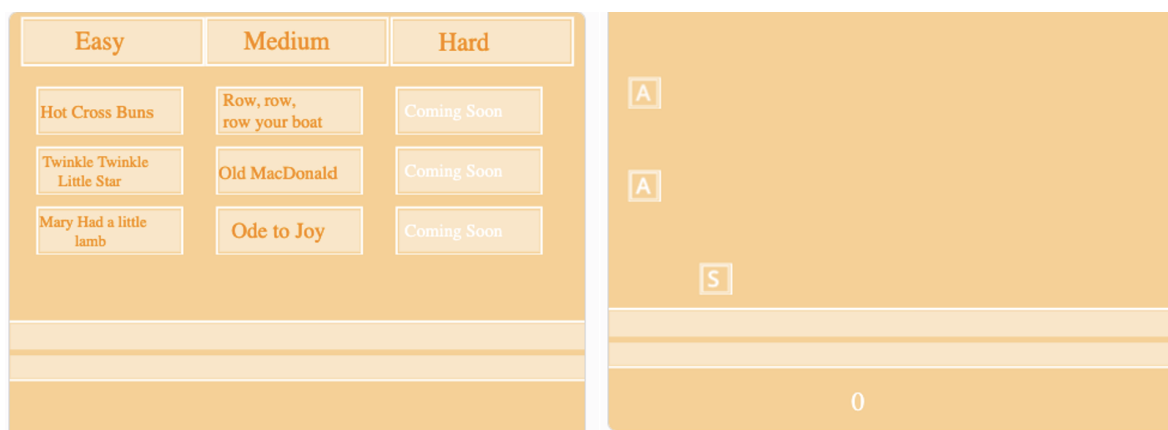 Easy
Medium
Hard
Hot Cross Buns
Row, row,
row your boat
Coming Soon
Twinkle Twinkle
Little Star
Old MacDonald
Coming Soon
Mary Had a little
lamb
Ode to Joy
Coming Soon
A
A
S
0